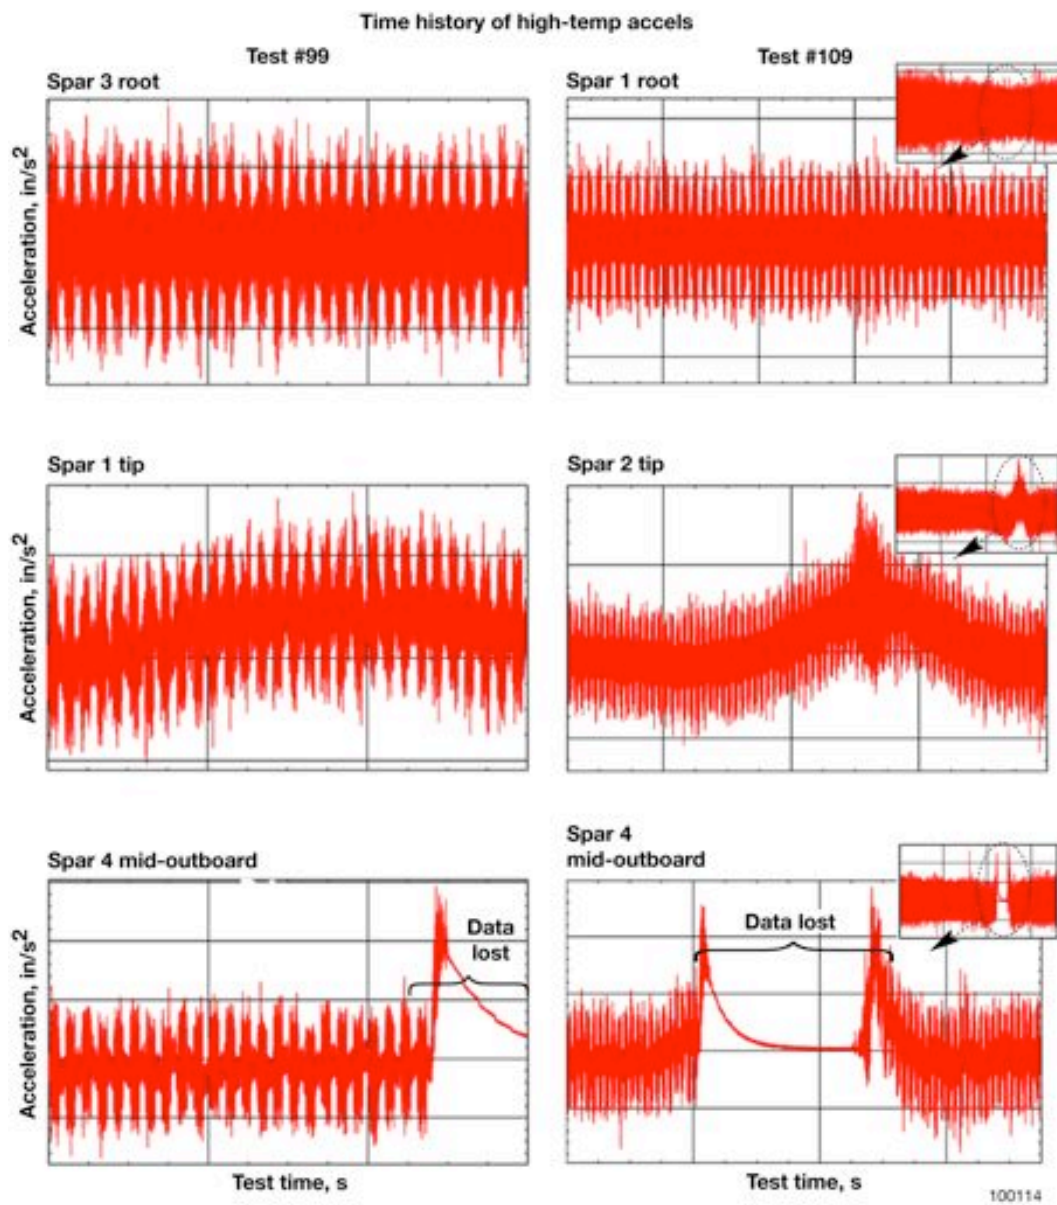 Time history of high-temp accels
Test #99
Test #109
Spar 3 root
Spar 1 root
Acceleration, in/s2
Spar 1 tip
Spar 2 tip
Acceleration, in/s2
Spar 4 mid-outboard
Spar 4
mid-outboard
Data
lost
Data lost
Acceleration, in/s2
Test time, s
Test time, s
100114